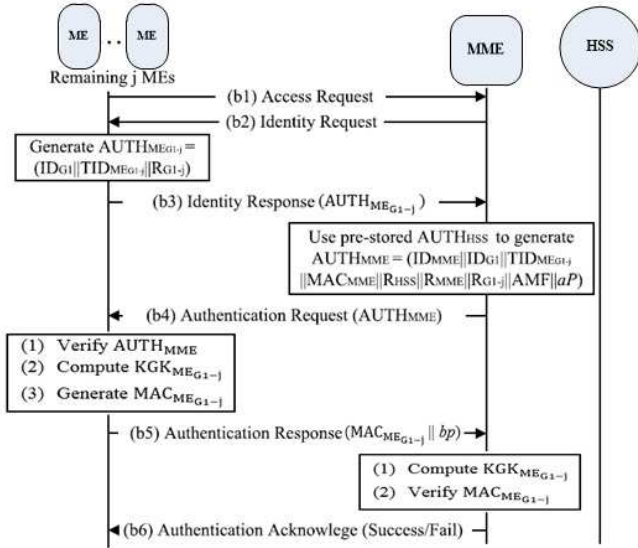 ME .. ME MME HSS
Remaining j MEs
(b1) Access Request
(b2) Identity Request
Generate AUTHMEG1-j =
(IDG1||TIDMEG1-j||RG1-j)
(b3) Identity Response (AUTHMEG1-j)
Use pre-stored AUTHHSS to generate
AUTHMME = (IDMME||IDG1||TIDMEG1-j
||MACMME||RHSS||RMME||RG1-j||AMF||aP)
(b4) Authentication Request (AUTHMME)
(1) Verify AUTHMME
(2) Compute KGKMEG1-j
(3) Generate MACMEG1-j
(b5) Authentication Response (MACMEG1-j || bp)
(1) Compute KGKMEG1-j
(2) Verify MACMEG1-j
(b6) Authentication Acknowlege (Success/Fail)